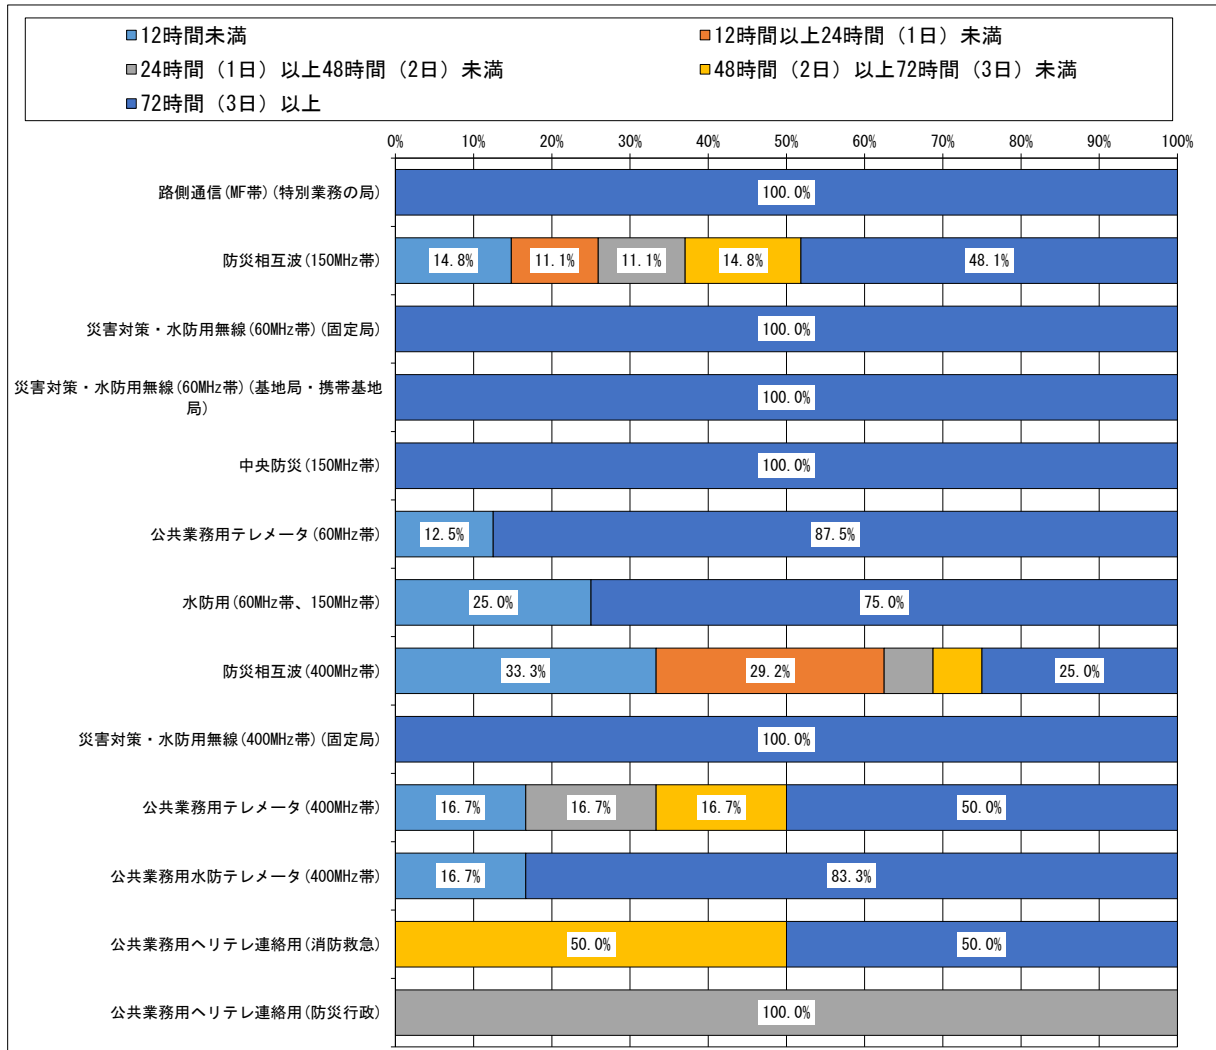 12時間未満 12時間以上24時間（1日）未満
24時間（1日）以上48時間（2日）未満 48時間（2日）以上72時間（3日）未満
72時間（3日）以上
0% 10% 20% 30% 40% 50% 60% 70% 80% 90% 100%
路側通信(MF帯)(特別業務の局) 100.0%
防災相互波(150MHz帯) 14.8% 11.1% 11.1% 14.8% 48.1%
災害対策・水防用無線(60MHz帯)(固定局) 100.0%
災害対策・水防用無線(60MHz帯)(基地局・携帯基地
局) 100.0%
中央防災(150MHz帯) 100.0%
公共業務用テレメータ(60MHz帯) 12.5% 87.5%
水防用(60MHz帯、150MHz帯) 25.0% 75.0%
防災相互波(400MHz帯) 33.3% 29.2% 25.0%
災害対策・水防用無線(400MHz帯)(固定局) 100.0%
公共業務用テレメータ(400MHz帯) 16.7% 16.7% 16.7% 50.0%
公共業務用水防テレメータ(400MHz帯) 16.7% 83.3%
公共業務用ヘリテレ連絡用(消防救急) 50.0% 50.0%
公共業務用ヘリテレ連絡用(防災行政) 100.0%